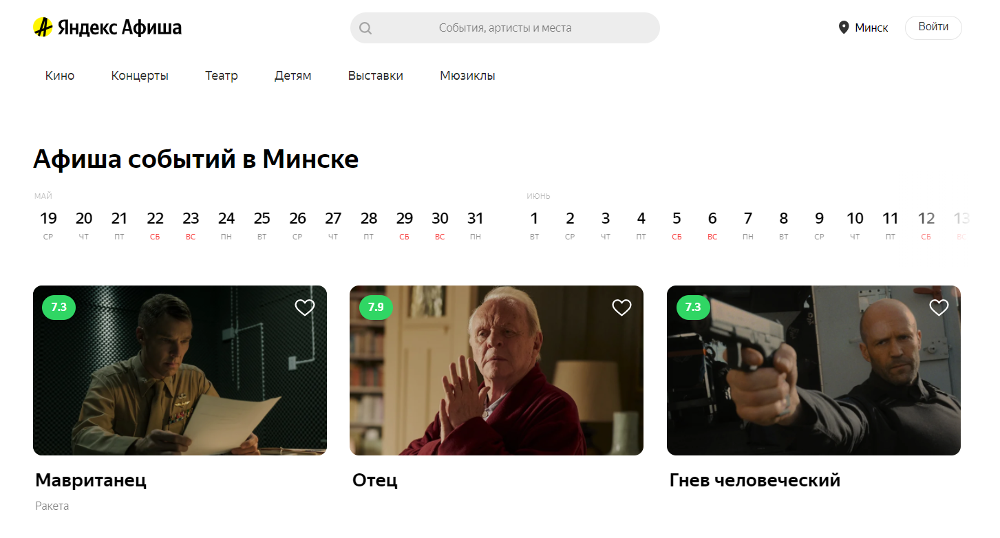 Яндекс Афиша
События, артисты и места
Минск
Войти
Кино Концерты Театр Детям Выставки Мюзиклы
Афиша событий в Минске
МАЙ ИЮНЬ
19 20 21 22 23 24 25 26 27 28 29 30 31 1 2 3 4 5 6 7 8 9 10 11 12 13
СР ЧТ ПТ СБ ВС ПН ВТ СР ЧТ ПТ СБ ВС ПН ВТ СР ЧТ ПТ СБ ВС ПН ВТ СР ЧТ ПТ СБ ВС
7.3 7.9 7.3
Мавританец Отец Гнев человеческий
Ракета